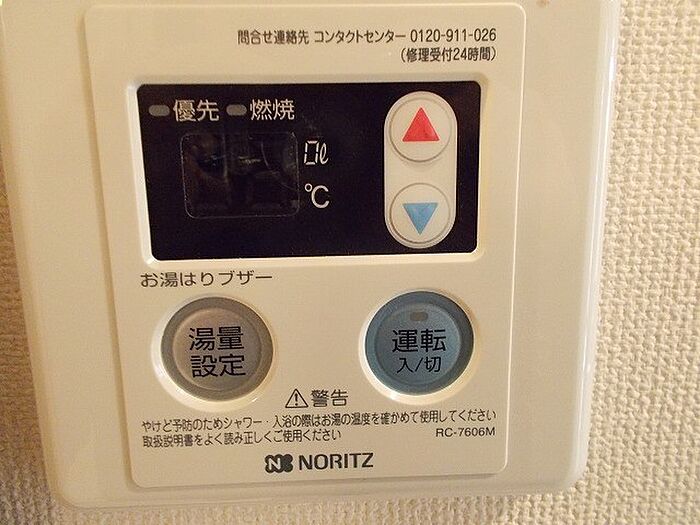 問合せ連絡先 コンタクトセンター 0120-911-026
(修理受付24時間)
優先 燃焼
0ℓ
℃
お湯はりブザー
湯量
設定
運転
入/切
⚠警告
やけど予防のためシャワー・入浴の際はお湯の温度を確かめて使用してください
取扱説明書をよく読み正しくご使用ください
RC-7606M
NORITZ